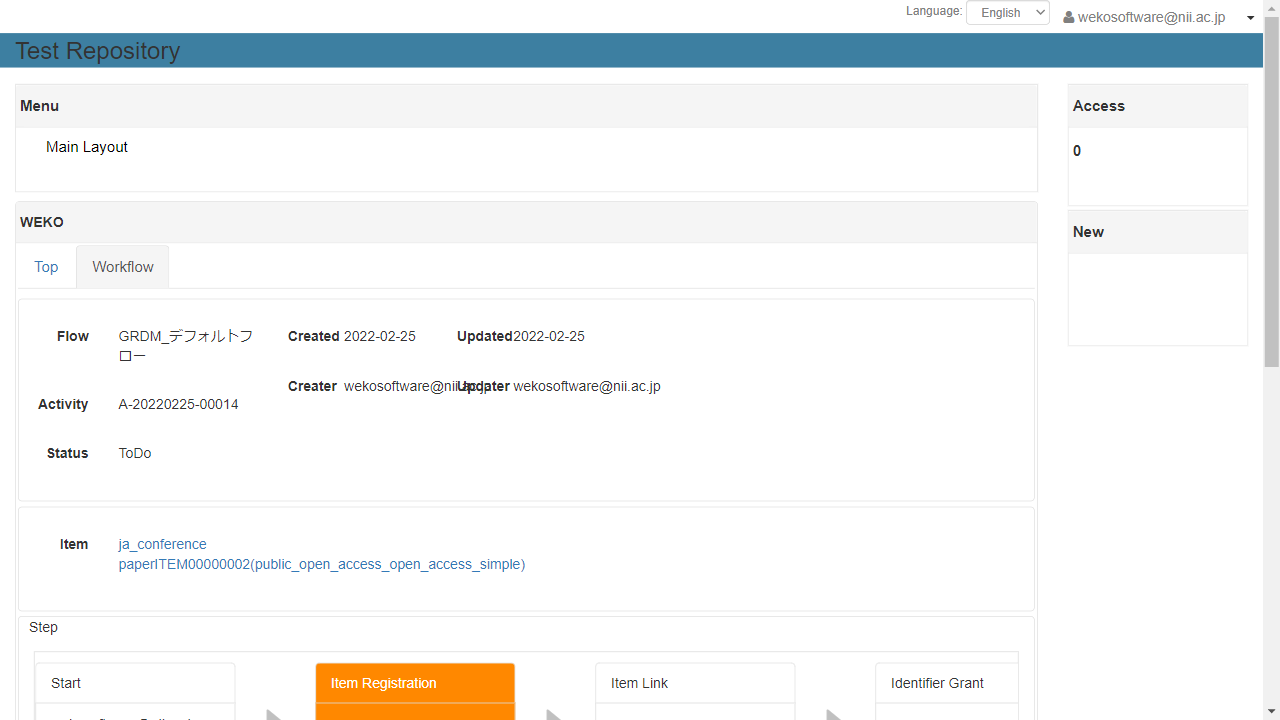 Language: English wekosoftware@nii.ac.jp
Test Repository
Menu
Main Layout
Access
0
New
WEKO
Top Workflow
Flow GRDM_デフォルトフ
ロー
Created 2022-02-25 Updated 2022-02-25
Creater wekosoftware@nii.ac.jp Updater wekosoftware@nii.ac.jp
Activity A-20220225-00014
Status ToDo
Item ja_conference
paperITEM00000002(public_open_access_open_access_simple)
Step
Start Item Registration Item Link Identifier Grant